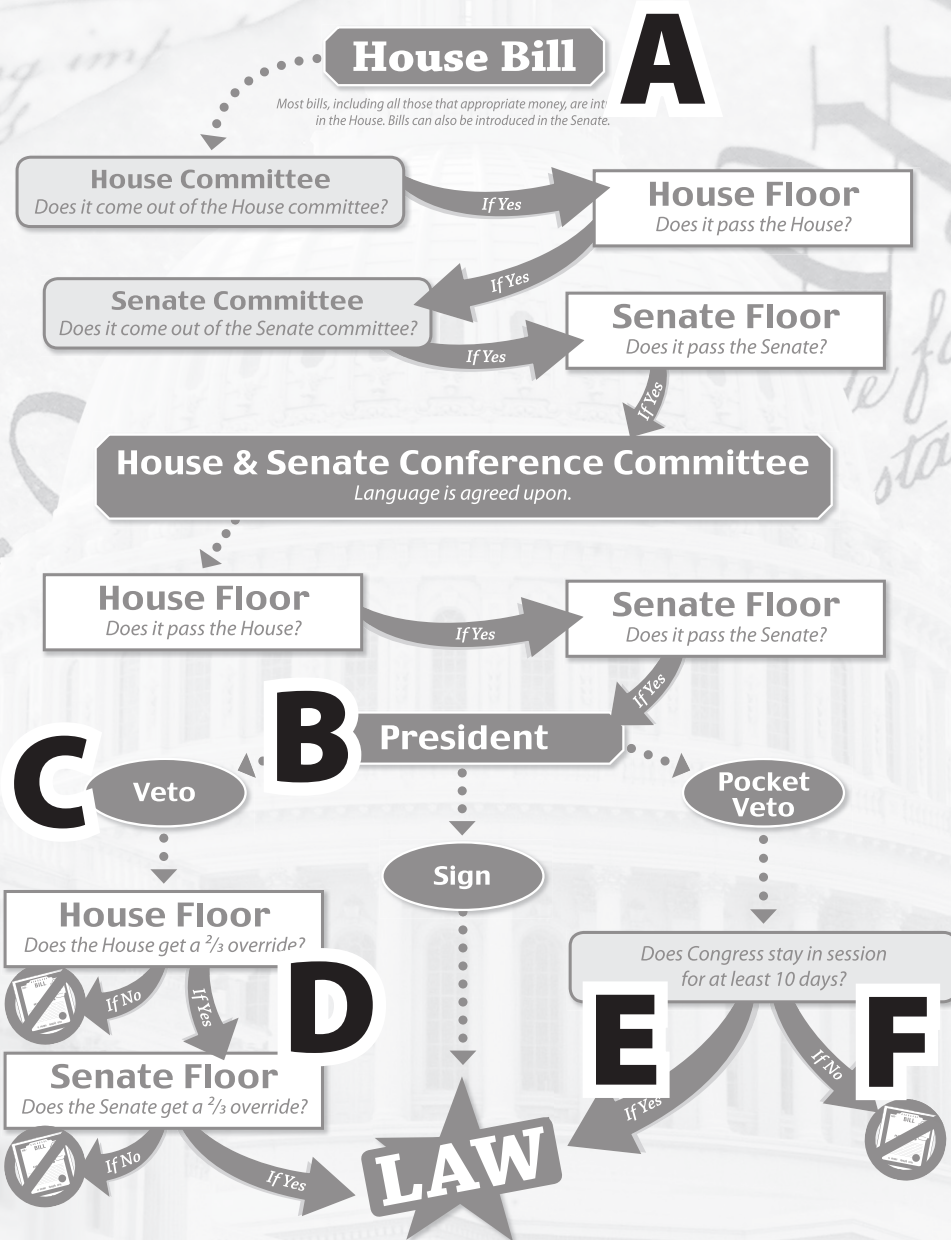 House Bill
A
Most bills, including all those that appropriate money, are
in the House. Bills can also be introduced in the Senate.
House Committee
Does it come out of the House committee?
If Yes
House Floor
Does it pass the House?
If Yes
Senate Committee
Does it come out of the Senate committee?
If Yes
Senate Floor
Does it pass the Senate?
If Yes
House & Senate Conference Committee
Language is agreed upon.
House Floor
Does it pass the House?
If Yes
Senate Floor
Does it pass the Senate?
If Yes
B
President
C
Veto
Pocket
Veto
Sign
House Floor
Does the House get a 2/3 override?
Does Congress stay in session
for at least 10 days?
BILL
If No
If Yes
D
E
F
If Yes
If No
Senate Floor
Does the Senate get a 2/3 override?
BILL
If No
If Yes
LAW
BILL